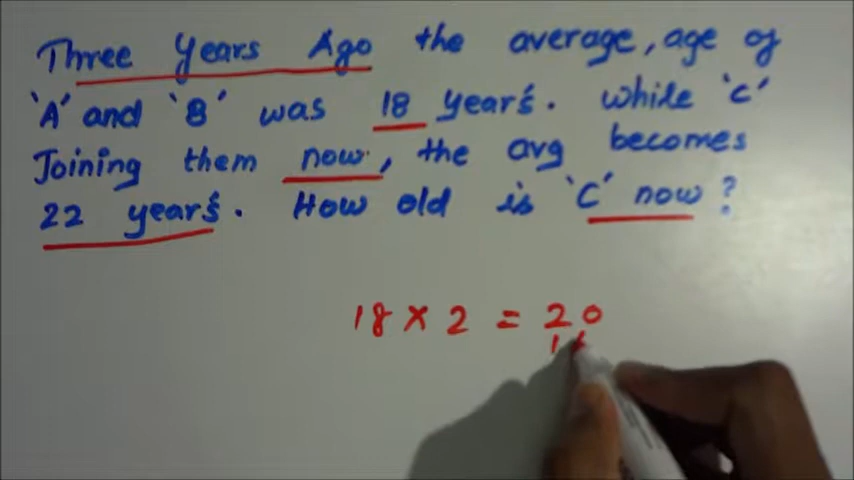 Three Years Ago the average, age of
'A' and 'B' was 18 Year's. while 'C'
Joining them now, the avg becomes
22 year's. How old is 'C' now?
18 × 2 = 20
1